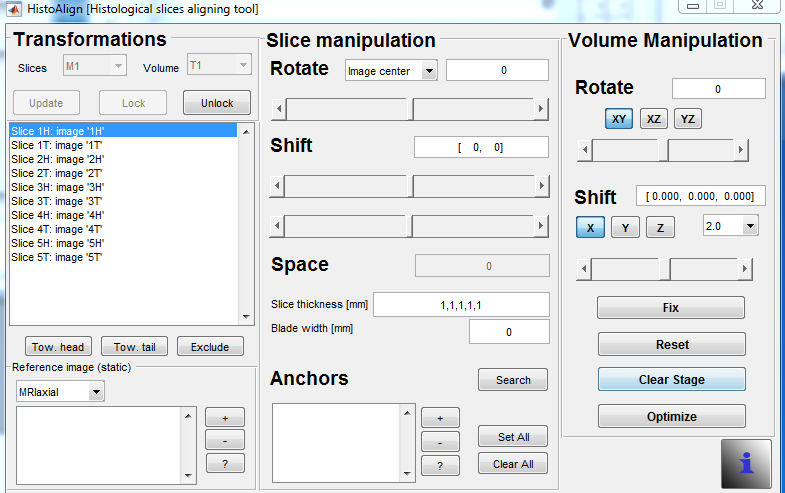 HistoAlign [Histological slices aligning tool]
Transformations
Slices M1 Volume T1
Update Lock Unlock
Slice 1H: image '1H'
Slice 1T: image '1T'
Slice 2H: image '2H'
Slice 2T: image '2T'
Slice 3H: image '3H'
Slice 3T: image '3T'
Slice 4H: image '4H'
Slice 4T: image '4T'
Slice 5H: image '5H'
Slice 5T: image '5T'
Tow. head Tow. tail Exclude
Reference image (static)
MRIaxial
+
-
?
Slice manipulation
Rotate Image center 0
Shift [ 0, 0]
Space 0
Slice thickness [mm] 1,1,1,1,1
Blade width [mm] 0
Anchors Search
+
-
?
Set All
Clear All
Volume Manipulation
Rotate 0
XY XZ YZ
Shift [ 0.000, 0.000, 0.000]
X Y Z 2.0
Fix
Reset
Clear Stage
Optimize
i